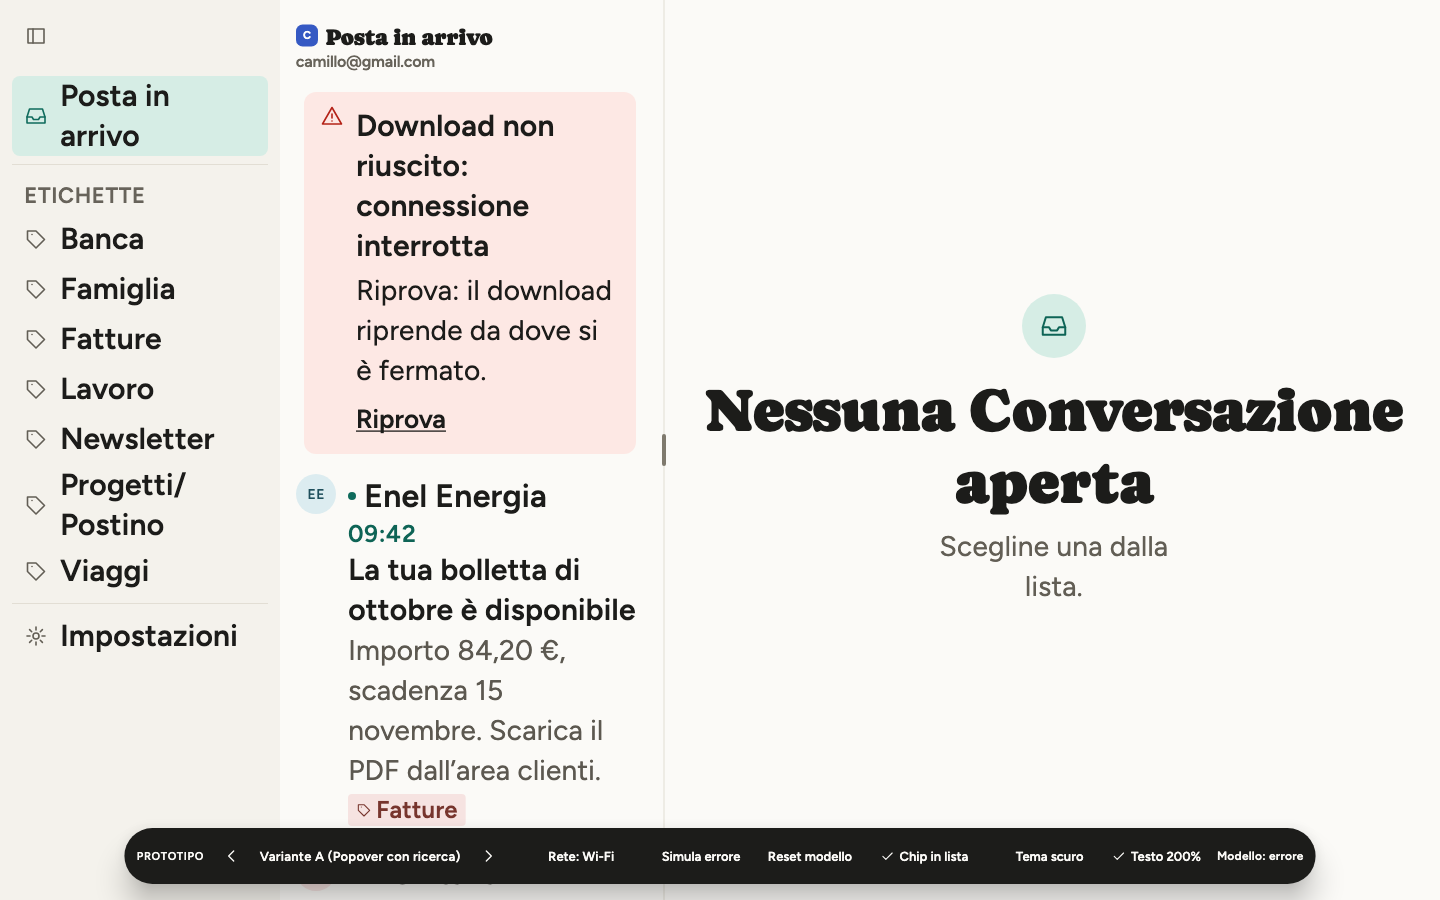 Posta in
arrivo
ETICHETTE
Banca
Famiglia
Fatture
Lavoro
Newsletter
Progetti/
Postino
Viaggi
Impostazioni
C Posta in arrivo
camillo@gmail.com
Download non
riuscito:
connessione
interrotta
Riprova: il download
riprende da dove si
è fermato.
Riprova
EE Enel Energia
09:42
La tua bolletta di
ottobre è disponibile
Importo 84,20 €,
scadenza 15
novembre. Scarica il
PDF dall’area clienti.
Fatture
Nessuna Conversazione
aperta
Scegline una dalla
lista.
PROTOTIPO Variante A (Popover con ricerca) Rete: Wi-Fi Simula errore Reset modello Chip in lista Tema scuro Testo 200% Modello: errore